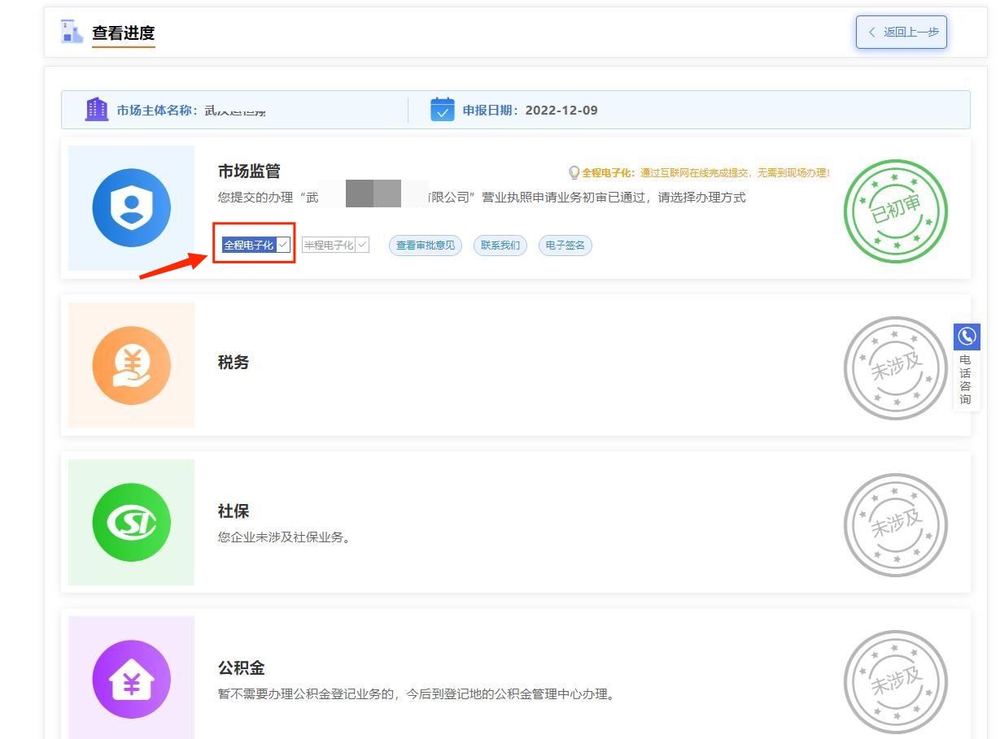 查看进度
返回上一步
市场主体名称：武汉
申报日期：2022-12-09
市场监管
全程电子化：通过互联网在线完成提交，无需到现场办理！
您提交的办理“武 有限公司”营业执照申请业务初审已通过，请选择办理方式
已初审
全程电子化 半程电子化 查看审批意见 联系我们 电子签名
税务
未涉及
电话咨询
SI
社保
您企业未涉及社保业务。
未涉及
公积金
暂不需要办理公积金登记业务的，今后到登记地的公积金管理中心办理。
未涉及